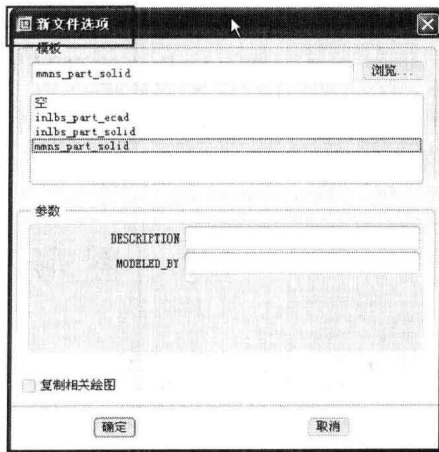 新文件选项
模板
mmns_part_solid
浏览...
空
inlbs_part_ecad
inlbs_part_solid
mmns_part_solid
参数
DESCRIPTION
MODELED_BY
复制相关绘图
确定
取消